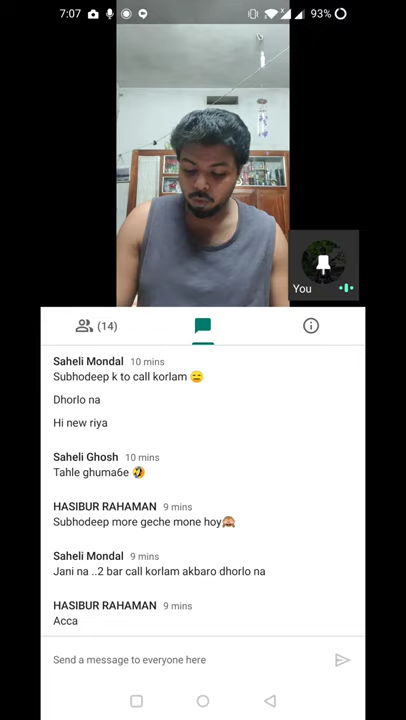 7:07
93%
You
(14)
Saheli Mondal 10 mins
Subhodeep k to call korlam 😑
Dhorlo na
Hi new riya
Saheli Ghosh 10 mins
Tahle ghuma6e 🤣
HASIBUR RAHAMAN 9 mins
Subhodeep more geche mone hoy🙈
Saheli Mondal 9 mins
Jani na ..2 bar call korlam akbaro dhorlo na
HASIBUR RAHAMAN 9 mins
Acca
Send a message to everyone here